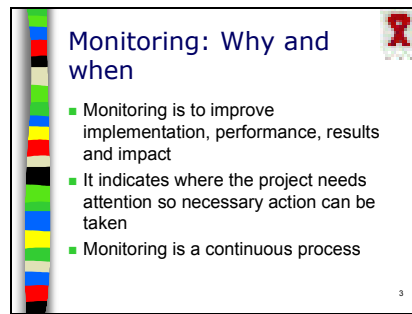 Monitoring: Why and
when
Monitoring is to improve
implementation, performance, results
and impact
It indicates where the project needs
attention so necessary action can be
taken
Monitoring is a continuous process
3